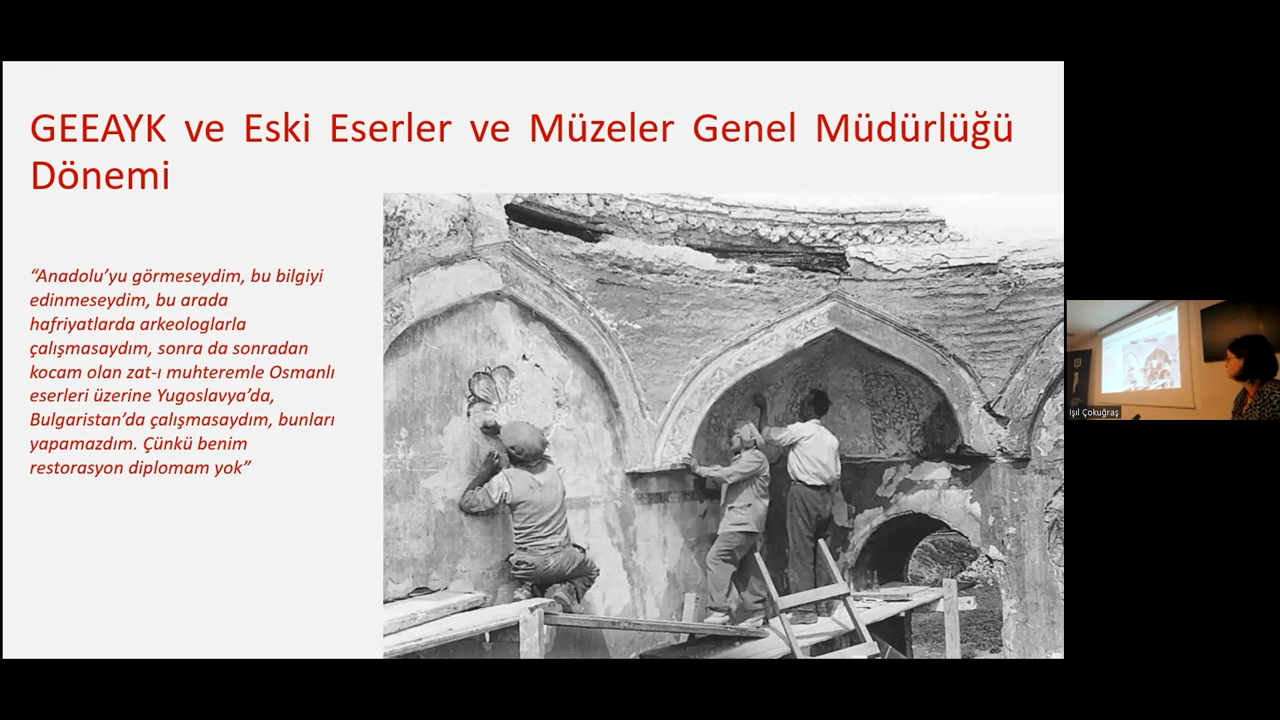 GEEAYK ve Eski Eserler ve Müzeler Genel Müdürlüğü
Dönemi
“Anadolu’yu görmeseydim, bu bilgiyi
edinmeseydim, bu arada
hafriyatlarda arkeologlarla
çalışmasaydım, sonra da sonradan
kocam olan zat-ı muhteremle Osmanlı
eserleri üzerine Yugoslavya’da,
Bulgaristan’da çalışmasaydım, bunları
yapamazdım. Çünkü benim
restorasyon diplomam yok”
Işıl Çokuğraş